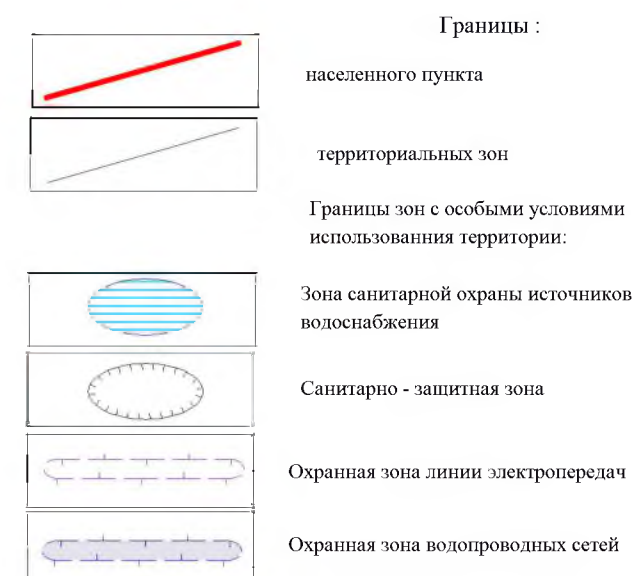 Границы :
населенного пункта
территориальных зон
Границы зон с особыми условиями
использованния территории:
Зона санитарной охраны источников
водоснабжения
Санитарно - защитная зона
Охранная зона линии электропередач
Охранная зона водопроводных сетей